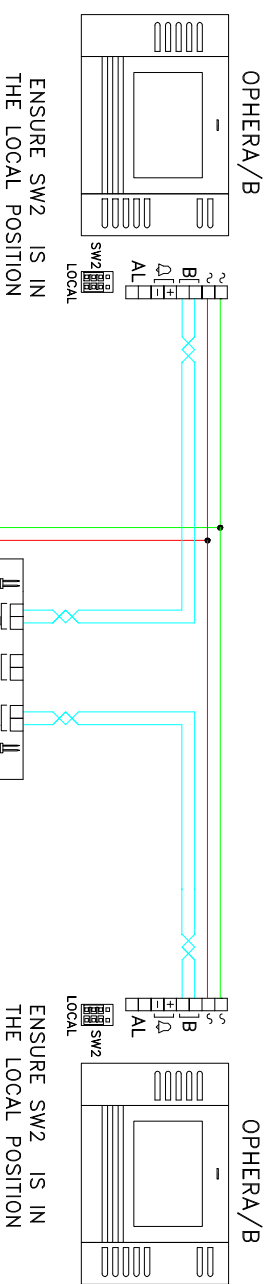 OPHERA/B
~
~
B
+
-
AL
SW2
LOCAL
ENSURE SW2 IS IN
THE LOCAL POSITION
OPHERA/B
~
~
B
+
-
AL
SW2
LOCAL
ENSURE SW2 IS IN
THE LOCAL POSITION